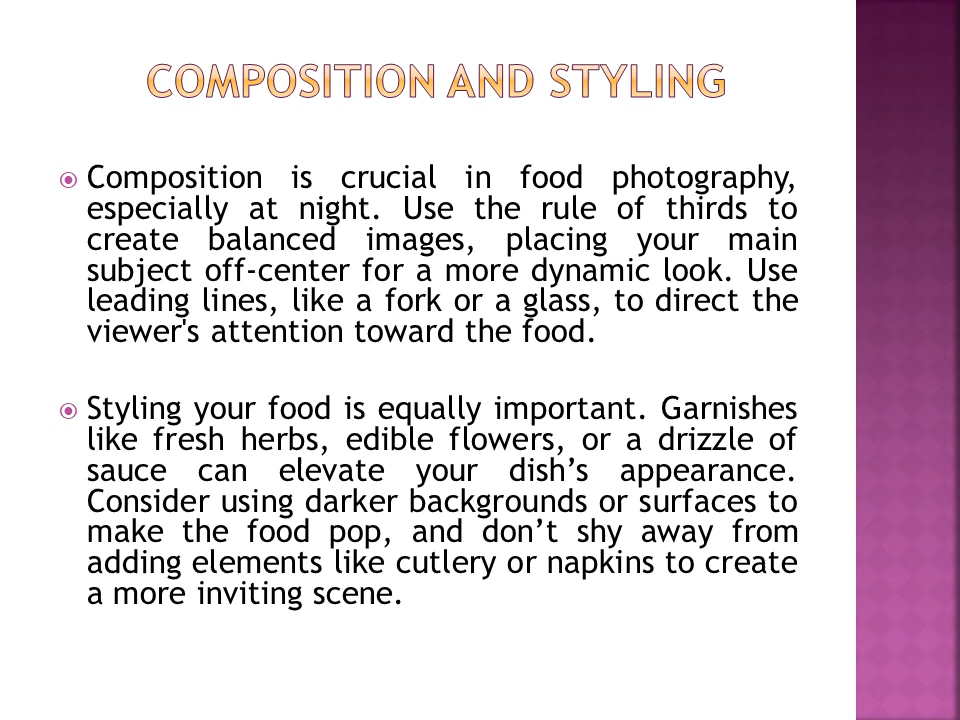 COMPOSITION AND STYLING
Composition is crucial in food photography,
especially at night. Use the rule of thirds to
create balanced images, placing your main
subject off-center for a more dynamic look. Use
leading lines, like a fork or a glass, to direct the
viewer's attention toward the food.
Styling your food is equally important. Garnishes
like fresh herbs, edible flowers, or a drizzle of
sauce can elevate your dish’s appearance.
Consider using darker backgrounds or surfaces to
make the food pop, and don’t shy away from
adding elements like cutlery or napkins to create
a more inviting scene.